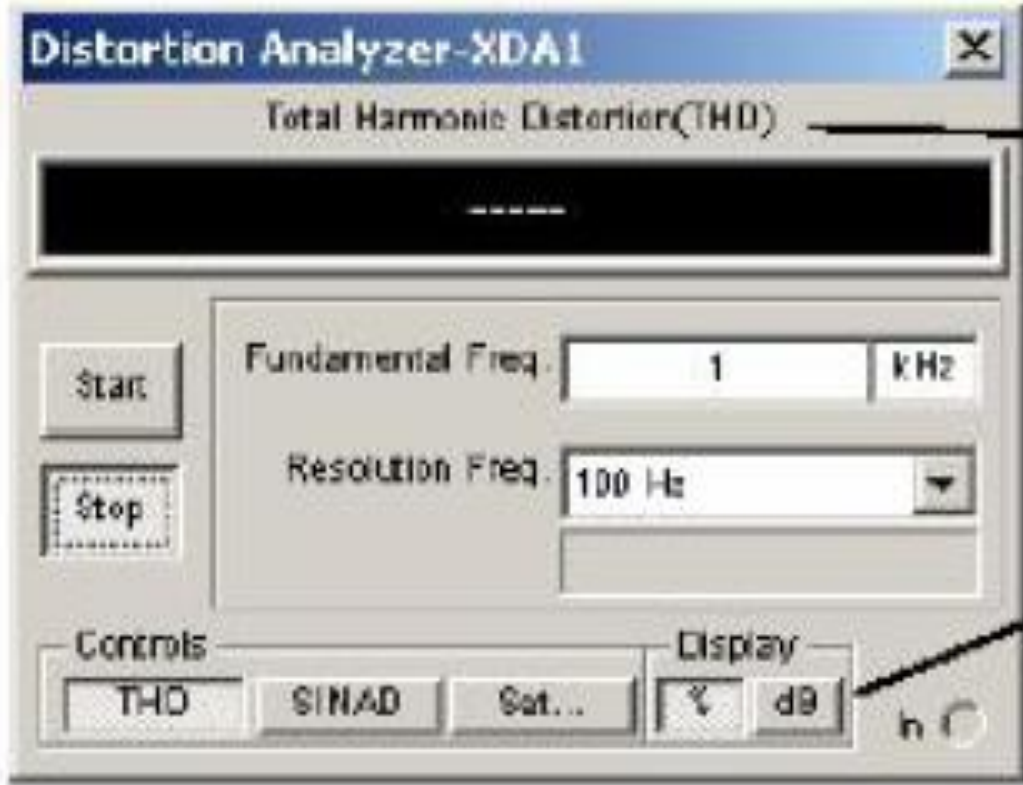 Distortion Analyzer-XDA1
Total Harmonic Distortion(THD)
-----
Start
Fundamental Freq. 1 kHz
Resolution Freq. 100 Hz
Stop
Controls
Display
THD SINAD Set... % dB
In